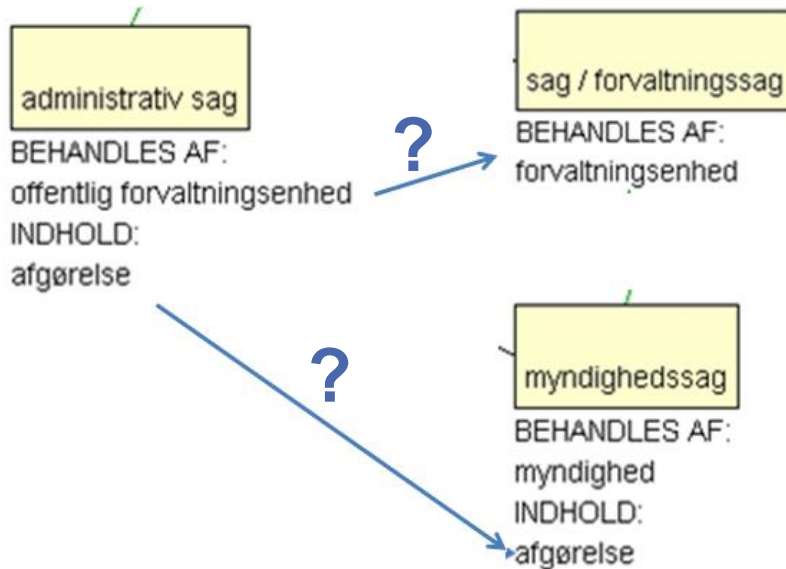 administrativ sag
BEHANDLES AF:
offentlig forvaltningsenhed
INDHOLD:
afgørelse
?
sag / forvaltningssag
BEHANDLES AF:
forvaltningsenhed
?
myndighedssag
BEHANDLES AF:
myndighed
INDHOLD:
afgørelse